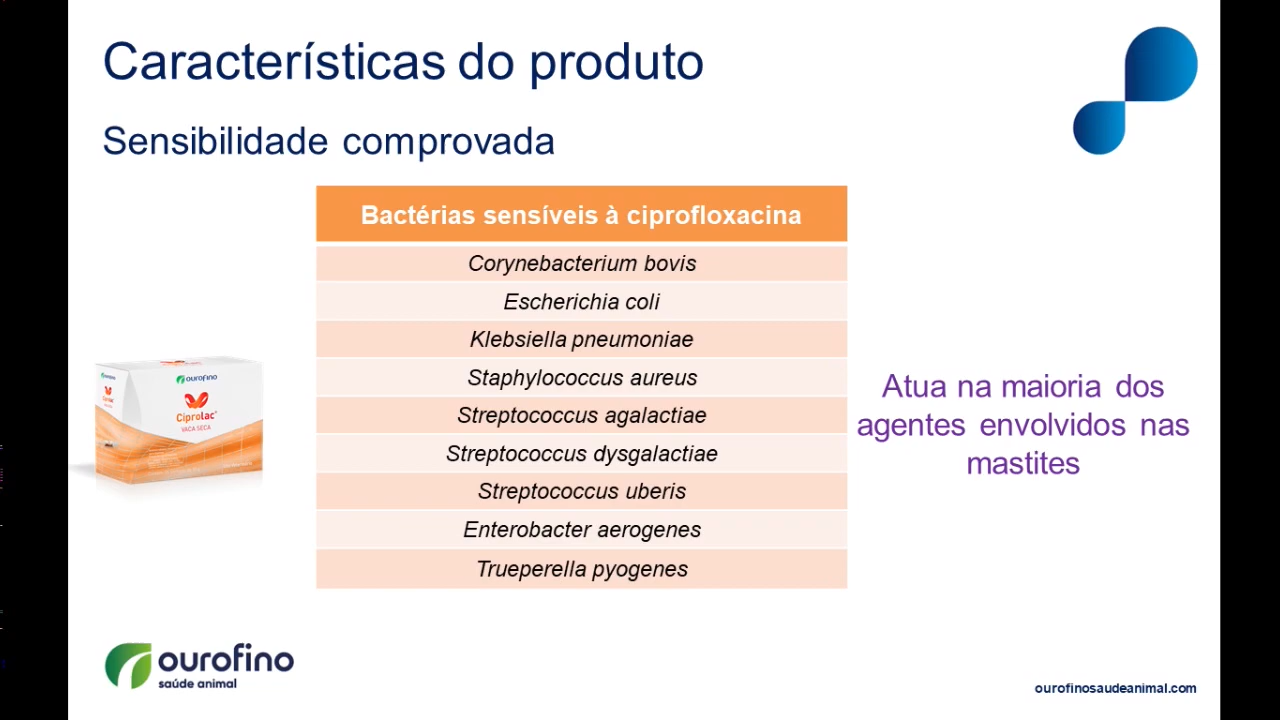 Características do produto
Sensibilidade comprovada
Bactérias sensíveis à ciprofloxacina
Corynebacterium bovis
Escherichia coli
Klebsiella pneumoniae
Staphylococcus aureus
Streptococcus agalactiae
Streptococcus dysgalactiae
Streptococcus uberis
Enterobacter aerogenes
Trueperella pyogenes
ourofino
Ciprolac
VACA SECA
Atua na maioria dos
agentes envolvidos nas
mastites
ourofino
saúde animal
ourofinosaudeanimal.com